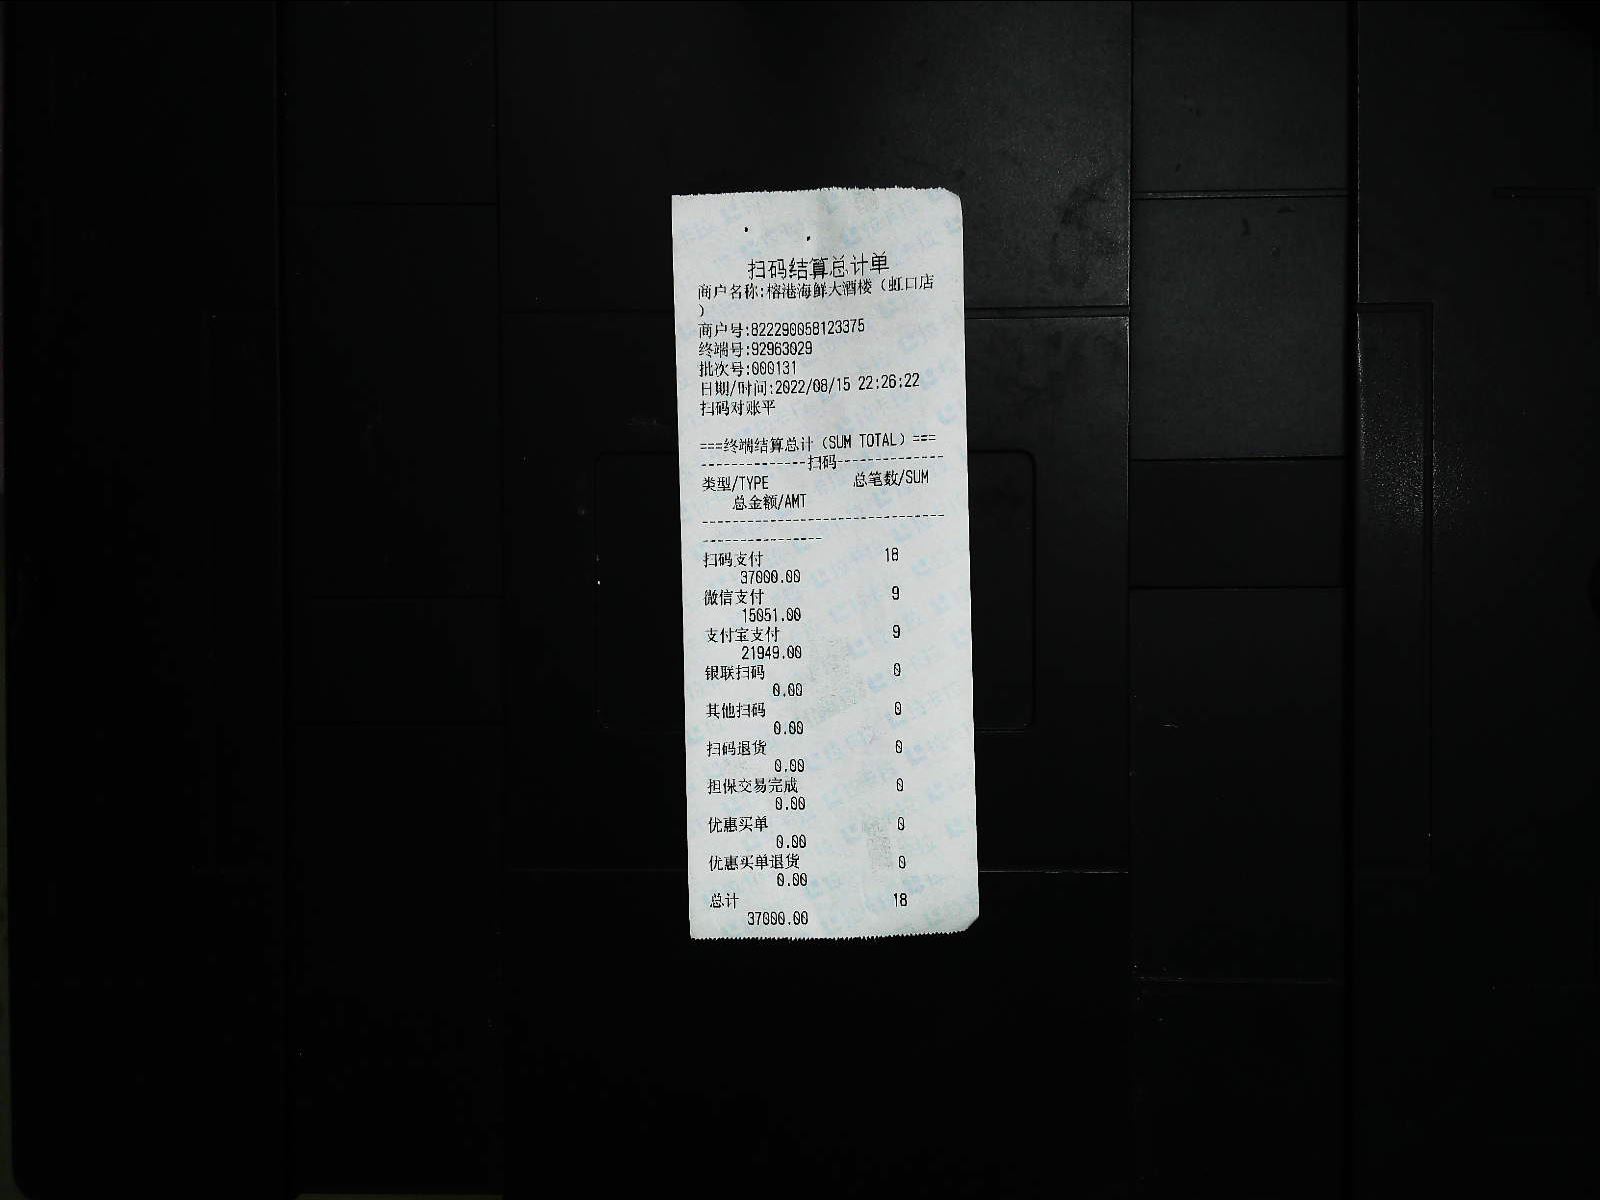 扫码结算总计单
商户名称:榕港海鲜大酒楼（虹口店
）
商户号:822290058123375
终端号:92963029
批次号:000131
日期/时间:2022/08/15 22:26:22
扫码对账平
===终端结算总计（SUM TOTAL）===
--------------扫码--------------
类型/TYPE 总笔数/SUM
总金额/AMT
--------------------------------
----------------
扫码支付 18
37000.00
微信支付 9
15051.00
支付宝支付 9
21949.00
银联扫码 0
0.00
其他扫码 0
0.00
扫码退货 0
0.00
担保交易完成 0
0.00
优惠买单 0
0.00
优惠买单退货 0
0.00
总计 18
37000.00